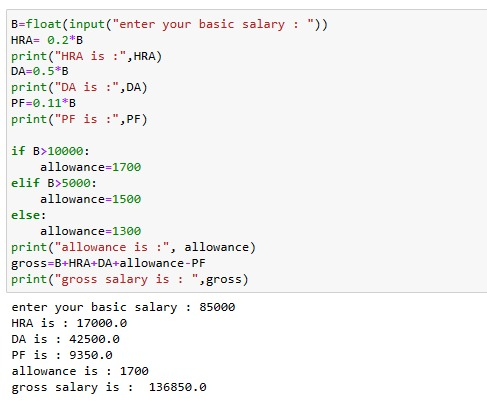 B=float(input("enter your basic salary : "))
HRA= 0.2*B
print("HRA is :",HRA)
DA=0.5*B
print("DA is :",DA)
PF=0.11*B
print("PF is :",PF)

if B>10000:
    allowance=1700
elif B>5000:
    allowance=1500
else:
    allowance=1300
print("allowance is :", allowance)
gross=B+HRA+DA+allowance-PF
print("gross salary is : ",gross)
enter your basic salary : 85000
HRA is : 17000.0
DA is : 42500.0
PF is : 9350.0
allowance is : 1700
gross salary is :  136850.0